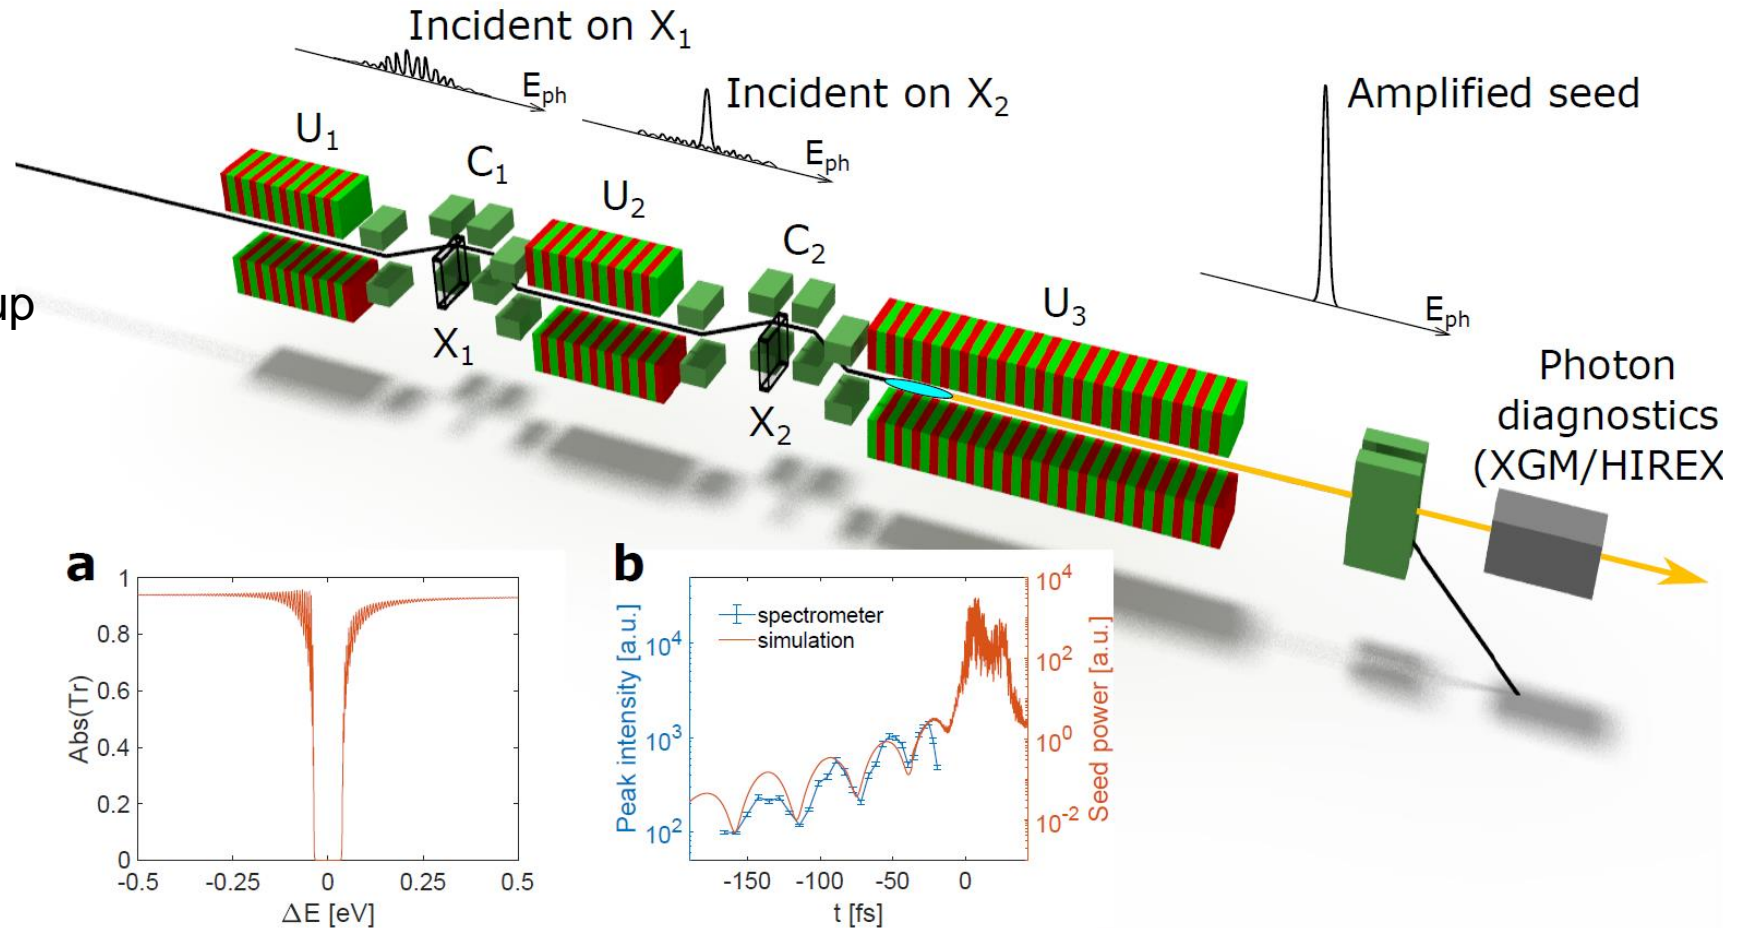 Incident on X1
Eph
Incident on X2
Eph
Amplified seed
Eph
U1
C1
U2
C2
U3
X1
X2
up
Photon
diagnostics
(XGM/HIREX
a
1
0.8
0.6
0.4
0.2
0
Abs(Tr)
-0.5 -0.25 0 0.25 0.5
ΔE [eV]
b
spectrometer
simulation
Peak intensity [a.u.]
10^4
10^3
10^2
Seed power [a.u.]
10^4
10^2
10^0
10^-2
-150 -100 -50 0
t [fs]